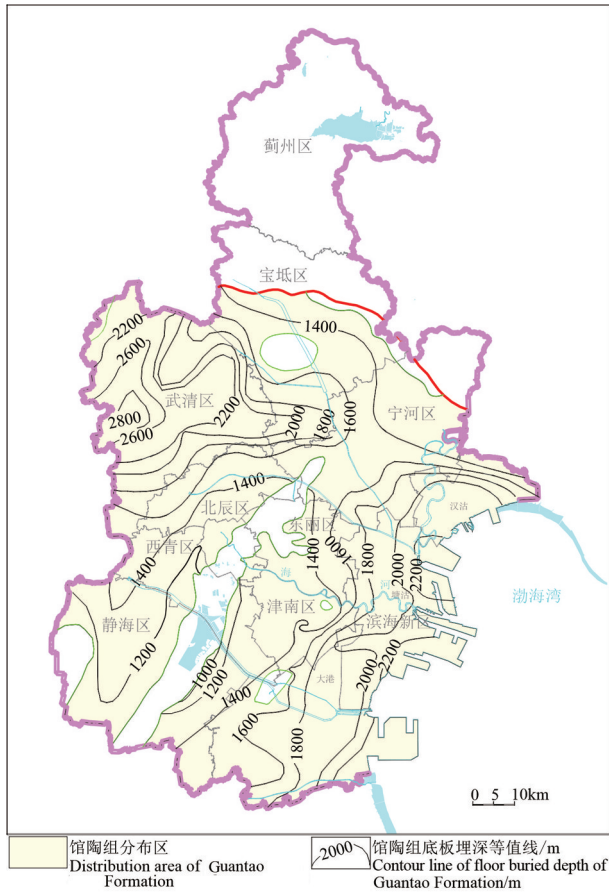 蓟州区
宝坻区
1400
2200
2600
武清区
2200
2000
1800
1600
宁河区
2800
2600
1400
北辰区
汉沽
东丽区
西青区
1400
1600
1800
2000
2200
渤海湾
1400
海
河
塘沽
静海区
津南区
滨海新区
1200
1000
1200
大港
2000
2200
1400
1600
1800
0 5 10km
馆陶组分布区
Distribution area of Guantao
Formation
2000
馆陶组底板埋深等值线/m
Contour line of floor buried depth of
Guantao Formation/m